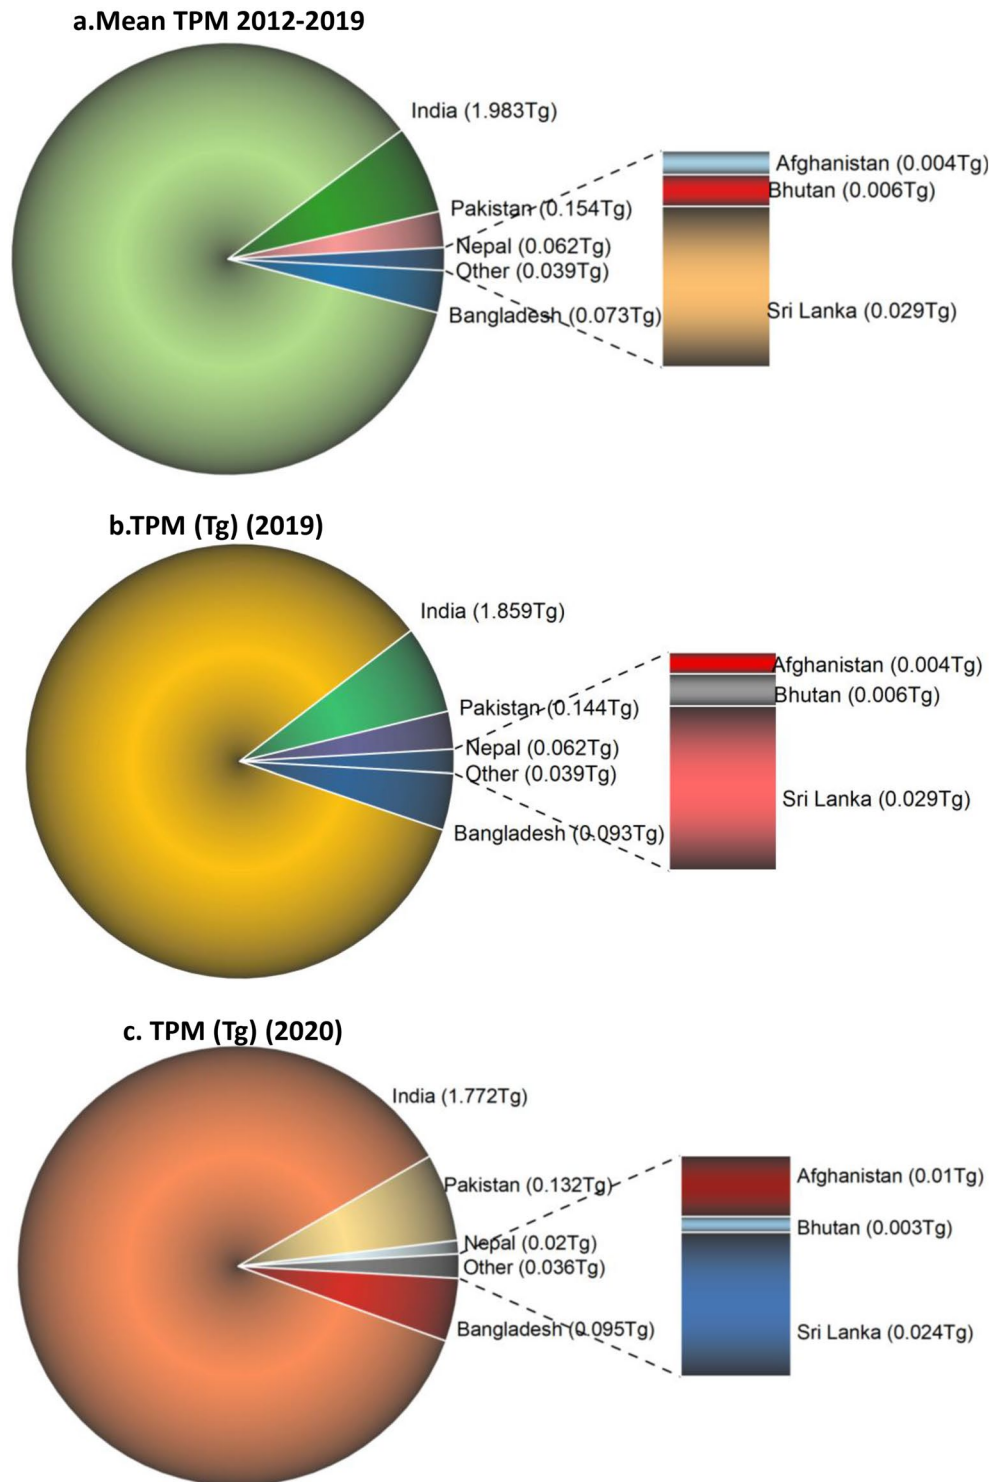 a.Mean TPM 2012-2019
India (1.983Tg)
Afghanistan (0.004Tg)
Bhutan (0.006Tg)
Pakistan (0.154Tg)
Nepal (0.062Tg)
Other (0.039Tg)
Sri Lanka (0.029Tg)
Bangladesh (0.073Tg)
b.TPM (Tg) (2019)
India (1.859Tg)
Afghanistan (0.004Tg)
Bhutan (0.006Tg)
Pakistan (0.144Tg)
Nepal (0.062Tg)
Other (0.039Tg)
Sri Lanka (0.029Tg)
Bangladesh (0.093Tg)
c. TPM (Tg) (2020)
India (1.772Tg)
Afghanistan (0.01Tg)
Pakistan (0.132Tg)
Bhutan (0.003Tg)
Nepal (0.02Tg)
Other (0.036Tg)
Bangladesh (0.095Tg)
Sri Lanka (0.024Tg)